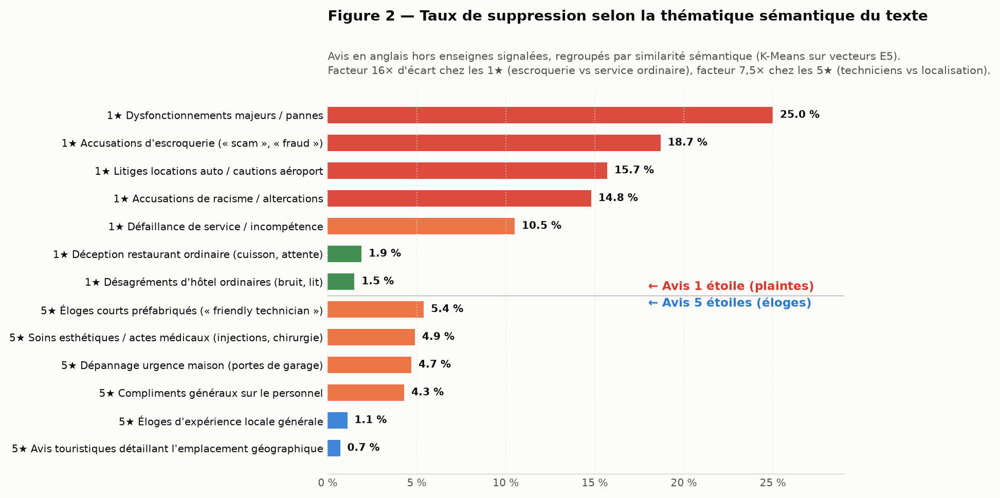 Figure 2 — Taux de suppression selon la thématique sémantique du texte
Avis en anglais hors enseignes signalées, regroupés par similarité sémantique (K-Means sur vecteurs E5).
Facteur 16× d'écart chez les 1★ (escroquerie vs service ordinaire), facteur 7,5× chez les 5★ (techniciens vs localisation).
1★ Dysfonctionnements majeurs / pannes 25.0 %
1★ Accusations d'escroquerie (« scam », « fraud ») 18.7 %
1★ Litiges locations auto / cautions aéroport 15.7 %
1★ Accusations de racisme / altercations 14.8 %
1★ Défaillance de service / incompétence 10.5 %
1★ Déception restaurant ordinaire (cuisson, attente) 1.9 %
1★ Désagréments d'hôtel ordinaires (bruit, lit) 1.5 %
← Avis 1 étoile (plaintes)
← Avis 5 étoiles (éloges)
5★ Éloges courts préfabriqués (« friendly technician ») 5.4 %
5★ Soins esthétiques / actes médicaux (injections, chirurgie) 4.9 %
5★ Dépannage urgence maison (portes de garage) 4.7 %
5★ Compliments généraux sur le personnel 4.3 %
5★ Éloges d'expérience locale générale 1.1 %
5★ Avis touristiques détaillant l'emplacement géographique 0.7 %
0 % 5 % 10 % 15 % 20 % 25 %